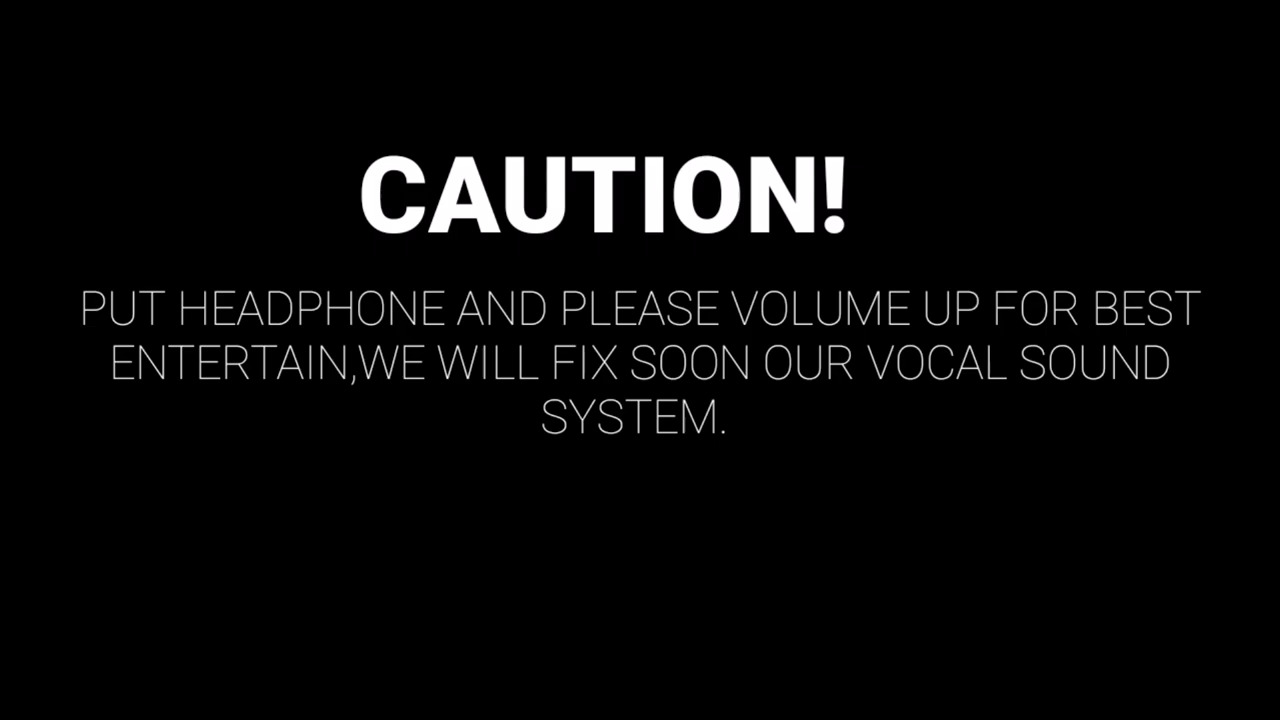 CAUTION!
PUT HEADPHONE AND PLEASE VOLUME UP FOR BEST
ENTERTAIN,WE WILL FIX SOON OUR VOCAL SOUND
SYSTEM.